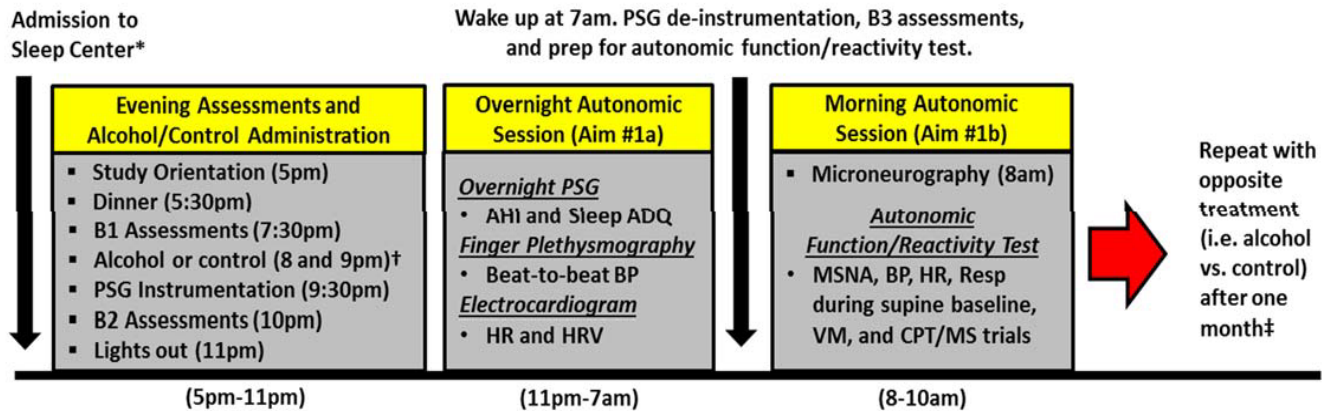 Admission to
Sleep Center*
Wake up at 7am. PSG de-instrumentation, B3 assessments,
and prep for autonomic function/reactivity test.
Evening Assessments and
Alcohol/Control Administration
▪ Study Orientation (5pm)
▪ Dinner (5:30pm)
▪ B1 Assessments (7:30pm)
▪ Alcohol or control (8 and 9pm)†
▪ PSG Instrumentation (9:30pm)
▪ B2 Assessments (10pm)
▪ Lights out (11pm)
(5pm-11pm)
Overnight Autonomic
Session (Aim #1a)
Overnight PSG
• AHI and Sleep ADQ
Finger Plethysmography
• Beat-to-beat BP
Electrocardiogram
• HR and HRV
(11pm-7am)
Morning Autonomic
Session (Aim #1b)
▪ Microneurography (8am)
Autonomic
Function/Reactivity Test
• MSNA, BP, HR, Resp
during supine baseline,
VM, and CPT/MS trials
(8-10am)
Repeat with
opposite
treatment
(i.e. alcohol
vs. control)
after one
month‡